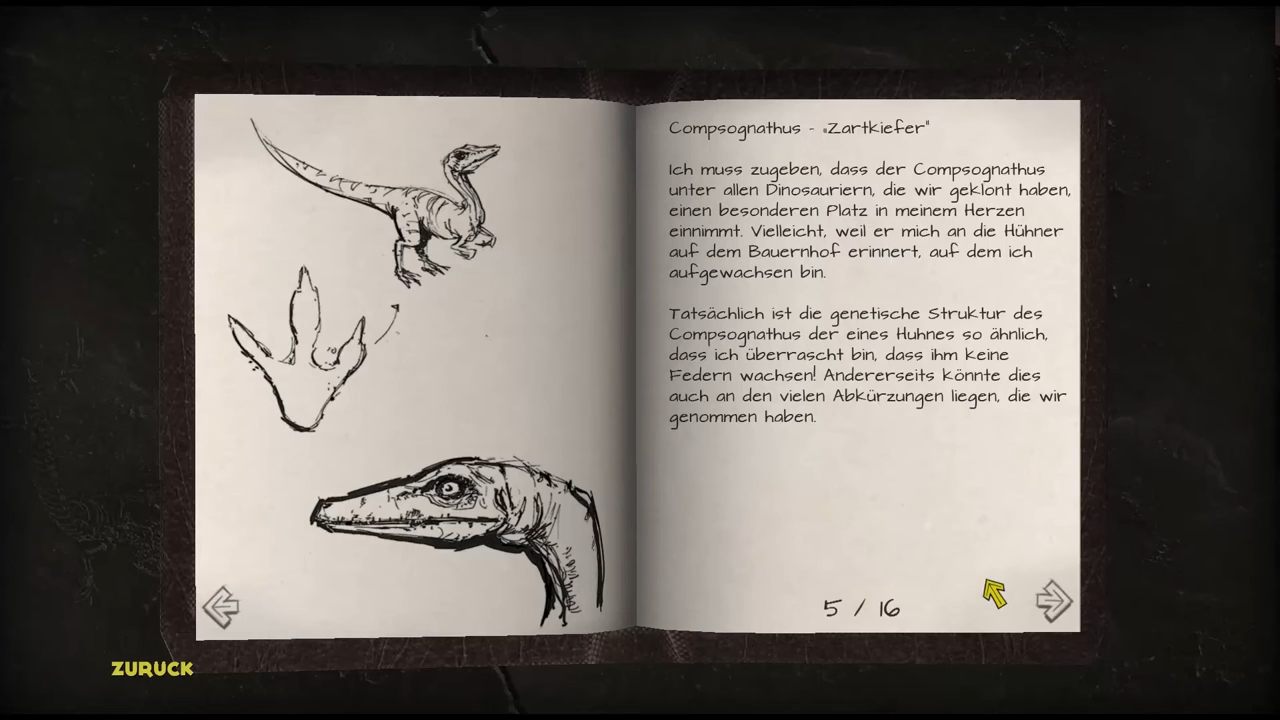 Compsognathus - „Zartkiefer"
Ich muss zugeben, dass der Compsognathus
unter allen Dinosauriern, die wir geklont haben,
einen besonderen Platz in meinem Herzen
einnimmt. Vielleicht, weil er mich an die Hühner
auf dem Bauernhof erinnert, auf dem ich
aufgewachsen bin.
Tatsächlich ist die genetische Struktur des
Compsognathus der eines Huhnes so ähnlich,
dass ich überrascht bin, dass ihm keine
Federn wachsen! Andererseits könnte dies
auch an den vielen Abkürzungen liegen, die wir
genommen haben.
5 / 16
ZURÜCK